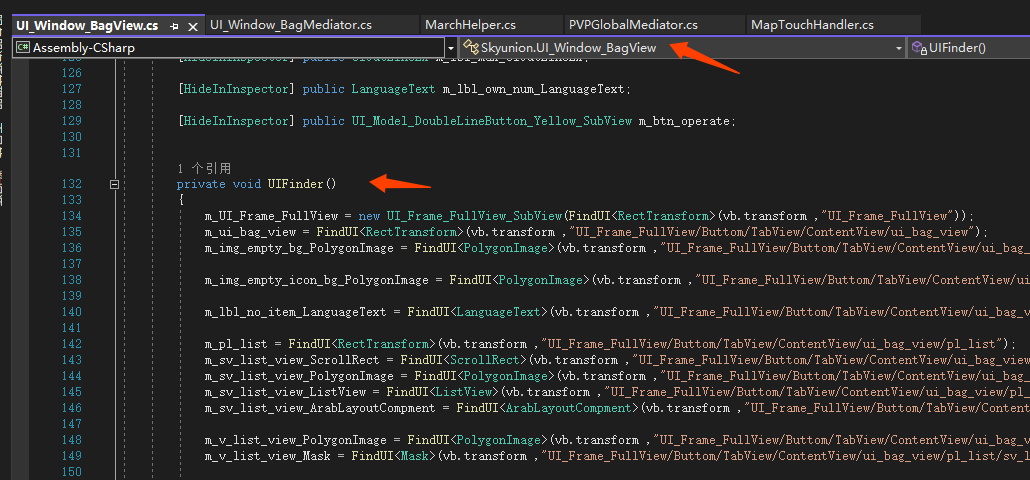 UI_Window_BagView.cs
UI_Window_BagMediator.cs
MarchHelper.cs
PVPGlobalMediator.cs
MapTouchHandler.cs
C# Assembly-CSharp
Skyunion.UI_Window_BagView
UIFinder()
126
127 [HideInInspector] public LanguageText m_lbl_own_num_LanguageText;
128
129 [HideInInspector] public UI_Model_DoubleLineButton_Yellow_SubView m_btn_operate;
130
131
1 个引用
132 private void UIFinder()
133 {
134 m_UI_Frame_FullView = new UI_Frame_FullView_SubView(FindUI<RectTransform>(vb.transform ,"UI_Frame_FullView"));
135 m_ui_bag_view = FindUI<RectTransform>(vb.transform ,"UI_Frame_FullView/Buttom/TabView/ContentView/ui_bag_view");
136 m_img_empty_bg_PolygonImage = FindUI<PolygonImage>(vb.transform ,"UI_Frame_FullView/Buttom/TabView/ContentView/ui_bag_
137
138 m_img_empty_icon_bg_PolygonImage = FindUI<PolygonImage>(vb.transform ,"UI_Frame_FullView/Buttom/TabView/ContentView/ui
139
140 m_lbl_no_item_LanguageText = FindUI<LanguageText>(vb.transform ,"UI_Frame_FullView/Buttom/TabView/ContentView/ui_bag_v
141
142 m_pl_list = FindUI<RectTransform>(vb.transform ,"UI_Frame_FullView/Buttom/TabView/ContentView/ui_bag_view/pl_list");
143 m_sv_list_view_ScrollRect = FindUI<ScrollRect>(vb.transform ,"UI_Frame_FullView/Buttom/TabView/ContentView/ui_bag_view
144 m_sv_list_view_PolygonImage = FindUI<PolygonImage>(vb.transform ,"UI_Frame_FullView/Buttom/TabView/ContentView/ui_bag_
145 m_sv_list_view_ListView = FindUI<ListView>(vb.transform ,"UI_Frame_FullView/Buttom/TabView/ContentView/ui_bag_view/pl_
146 m_sv_list_view_ArabLayoutCompment = FindUI<ArabLayoutCompment>(vb.transform ,"UI_Frame_FullView/Buttom/TabView/Content
147
148 m_v_list_view_PolygonImage = FindUI<PolygonImage>(vb.transform ,"UI_Frame_FullView/Buttom/TabView/ContentView/ui_bag_v
149 m_v_list_view_Mask = FindUI<Mask>(vb.transform ,"UI_Frame_FullView/Buttom/TabView/ContentView/ui_bag_view/pl_list/sv_l
150